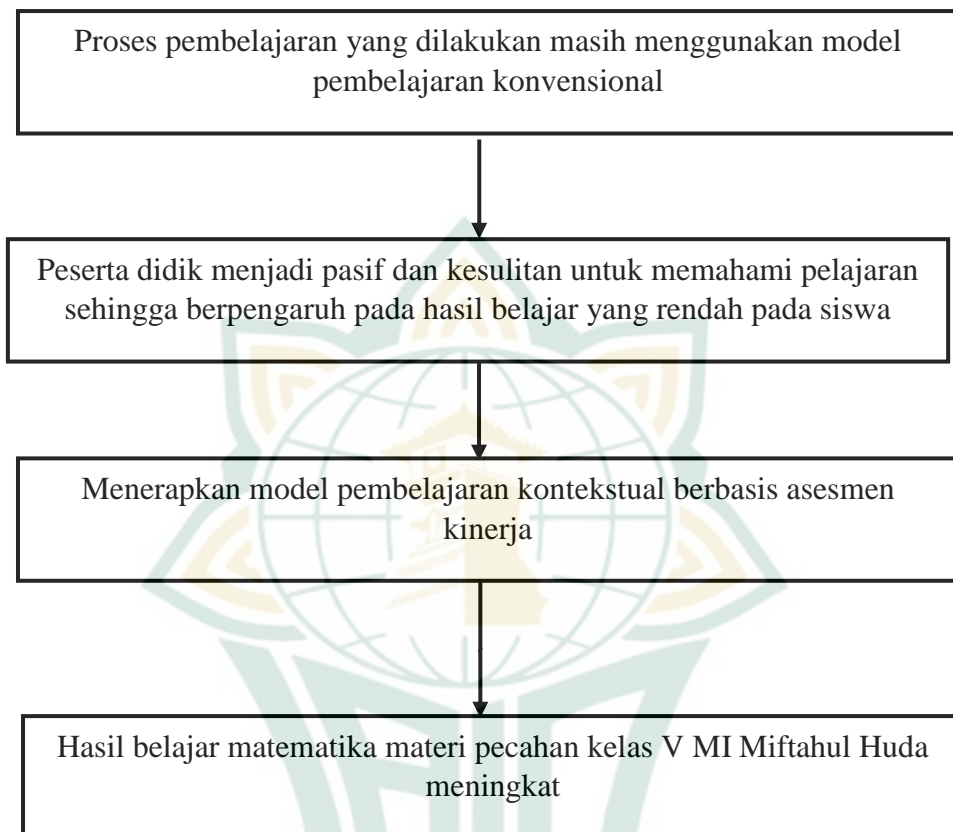 Proses pembelajaran yang dilakukan masih menggunakan model
pembelajaran konvensional
Peserta didik menjadi pasif dan kesulitan untuk memahami pelajaran
sehingga berpengaruh pada hasil belajar yang rendah pada siswa
Menerapkan model pembelajaran kontekstual berbasis asesmen
kinerja
Hasil belajar matematika materi pecahan kelas V MI Miftahul Huda
meningkat